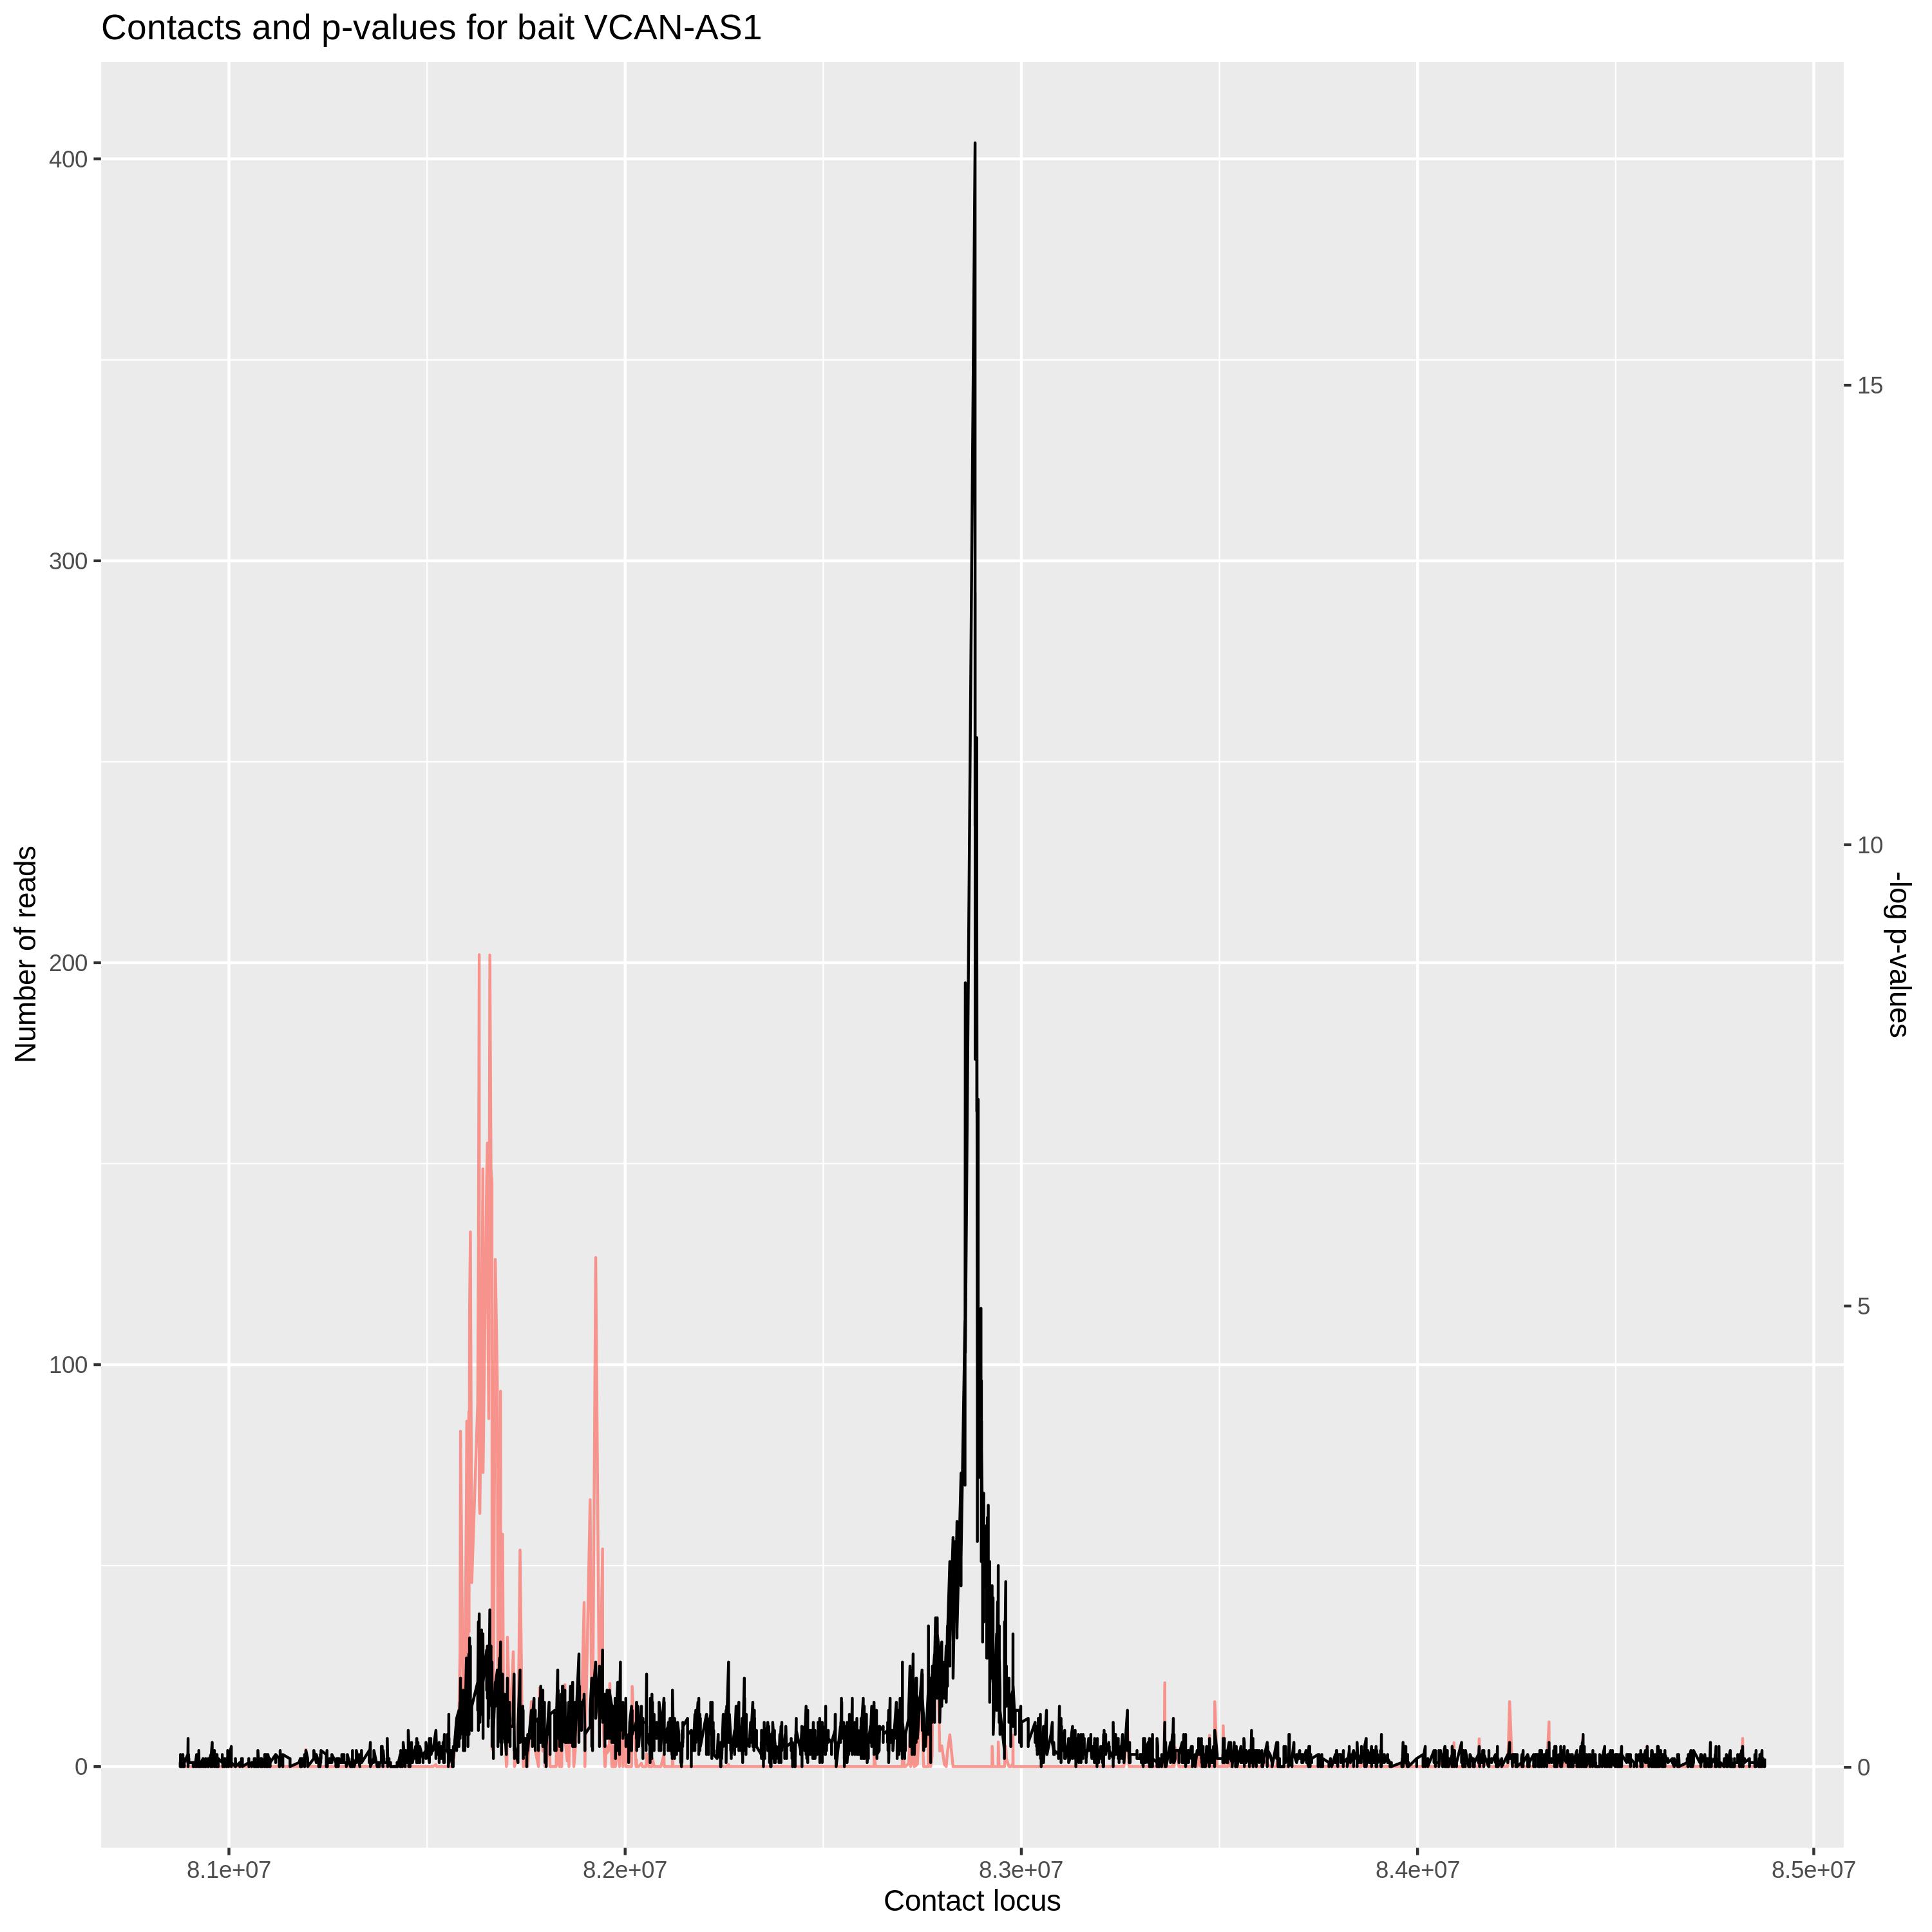 Contacts and p-values for bait VCAN-AS1
400
300
200
100
0
Number of reads
15
10
5
0
-log p-values
8.1e+07 8.2e+07 8.3e+07 8.4e+07 8.5e+07
Contact locus